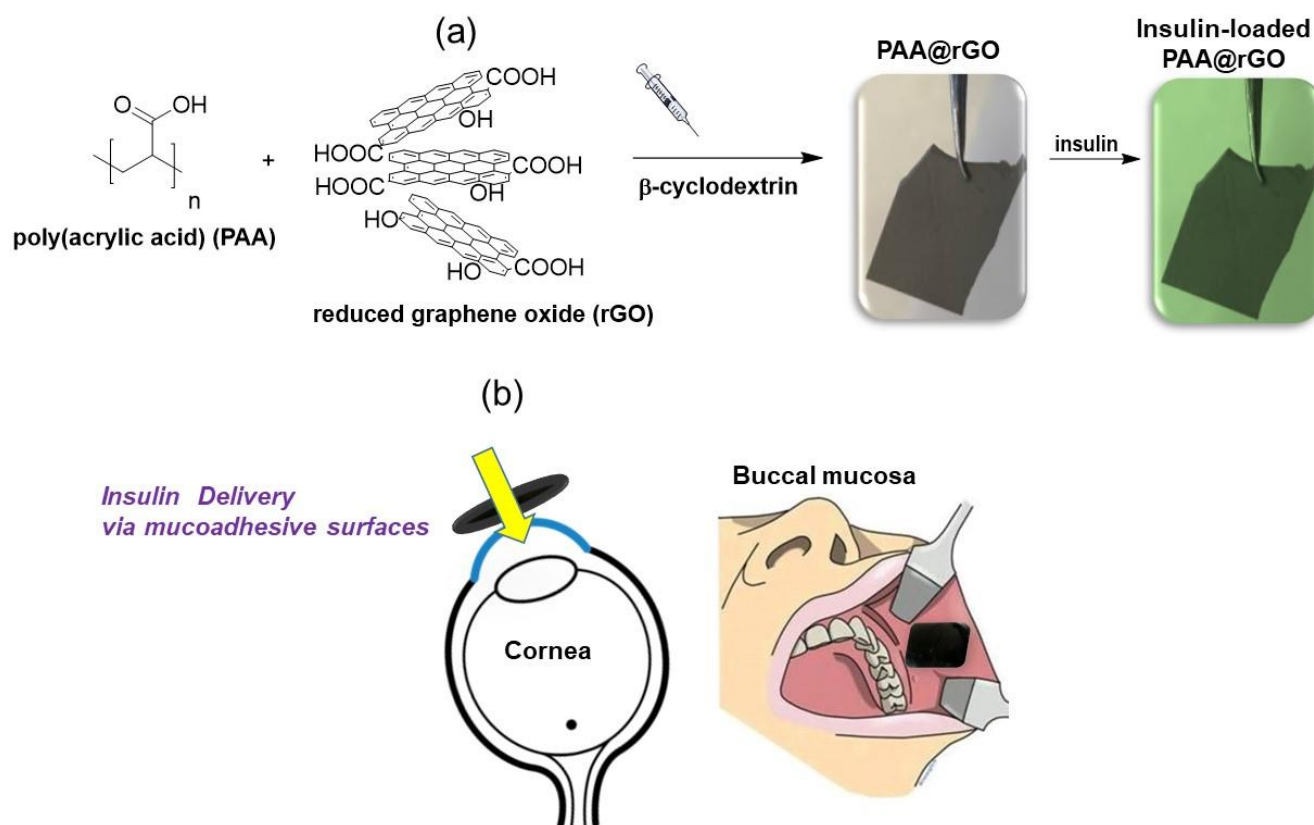 (a)
O
OH
n
poly(acrylic acid) (PAA)
+
COOH
OH
HOOC
COOH
HOOC
OH
HO
HO
COOH
reduced graphene oxide (rGO)
β-cyclodextrin
PAA@rGO
insulin
Insulin-loaded
PAA@rGO
(b)
Insulin Delivery
via mucoadhesive surfaces
Cornea
Buccal mucosa